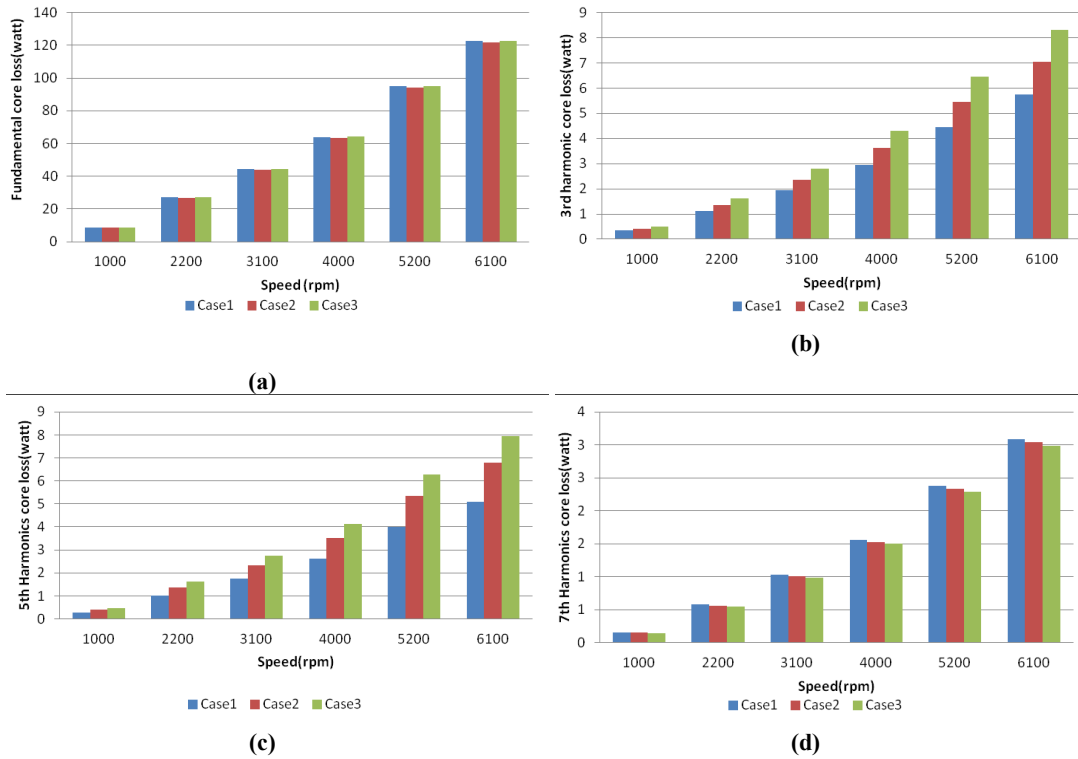 Fundamental core loss(watt)
140
120
100
80
60
40
20
0
1000 2200 3100 4000 5200 6100
Speed (rpm)
Case1 Case2 Case3
(a)
3rd harmonic core loss(watt)
9
8
7
6
5
4
3
2
1
0
1000 2200 3100 4000 5200 6100
Speed(rpm)
Case1 Case2 Case3
(b)
5th Harmonics core loss(watt)
9
8
7
6
5
4
3
2
1
0
1000 2200 3100 4000 5200 6100
Speed(rpm)
Case1 Case2 Case3
(c)
7th Harmonics core loss(watt)
4
3
3
2
2
1
1
0
1000 2200 3100 4000 5200 6100
Speed(rpm)
Case1 Case2 Case3
(d)